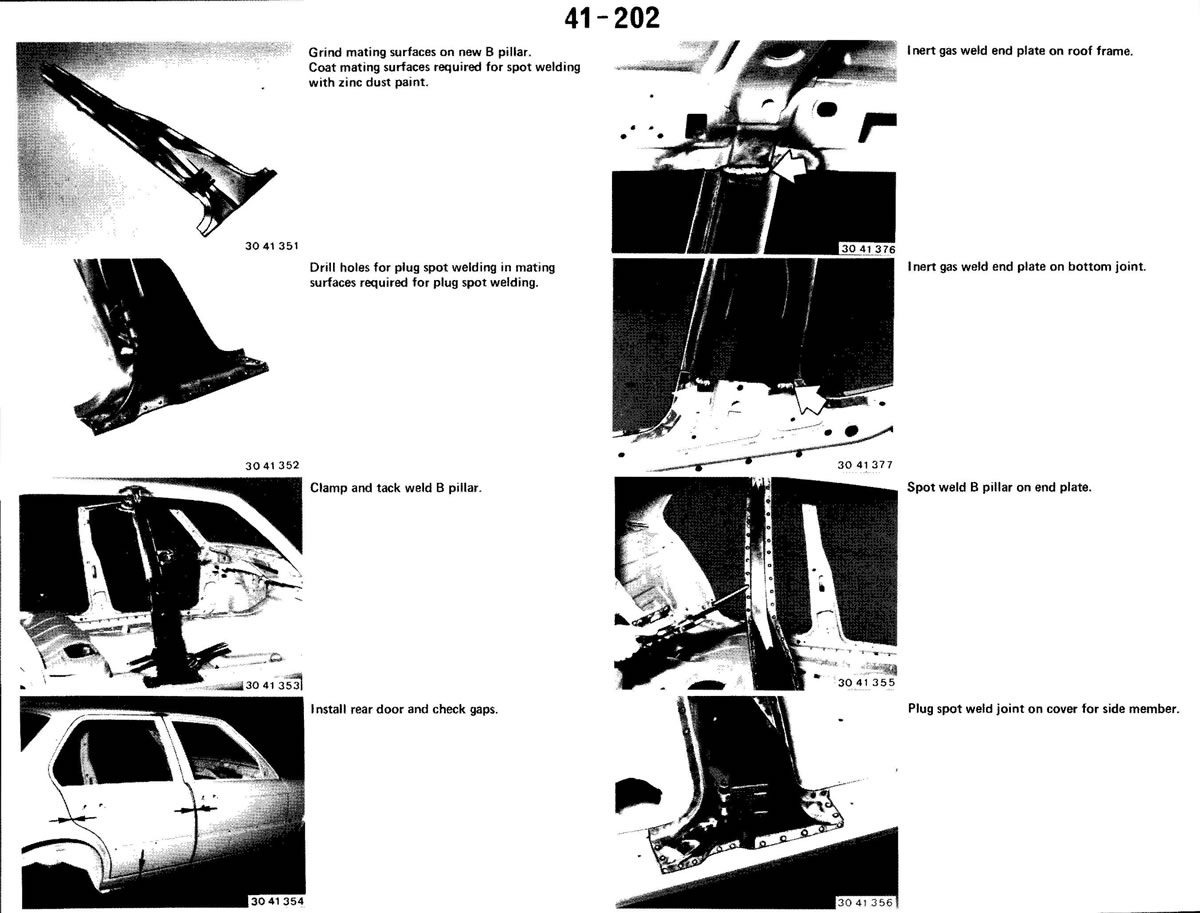 41-202
Grind mating surfaces on new B pillar.
Coat mating surfaces required for spot welding
with zinc dust paint.
30 41 351
Drill holes for plug spot welding in mating
surfaces required for plug spot welding.
30 41 352
Clamp and tack weld B pillar.
30 41 353
Install rear door and check gaps.
30 41 354
Inert gas weld end plate on roof frame.
30 41 376
Inert gas weld end plate on bottom joint.
30 41 377
Spot weld B pillar on end plate.
30 41 355
Plug spot weld joint on cover for side member.
30 41 356